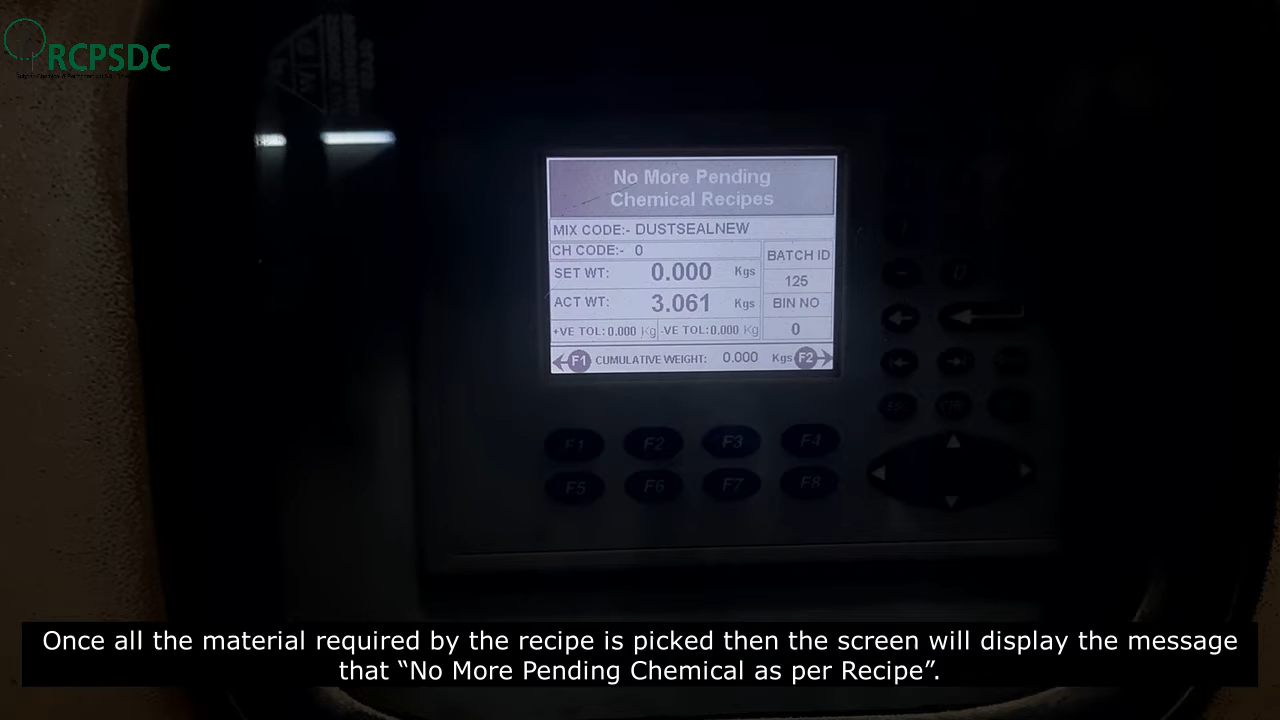 RCPSDC
No More Pending
Chemical Recipes
MIX CODE:- DUSTSEALNEW
CH CODE:- 0
BATCH ID
SET WT: 0.000 Kgs
125
ACT WT: 3.061 Kgs
BIN NO
+VE TOL:0.000 Kg -VE TOL:0.000 Kg
0
F1 CUMULATIVE WEIGHT: 0.000 Kgs F2
F1 F2 F3 F4
F5 F6 F7 F8
Once all the material required by the recipe is picked then the screen will display the message
that “No More Pending Chemical as per Recipe”.